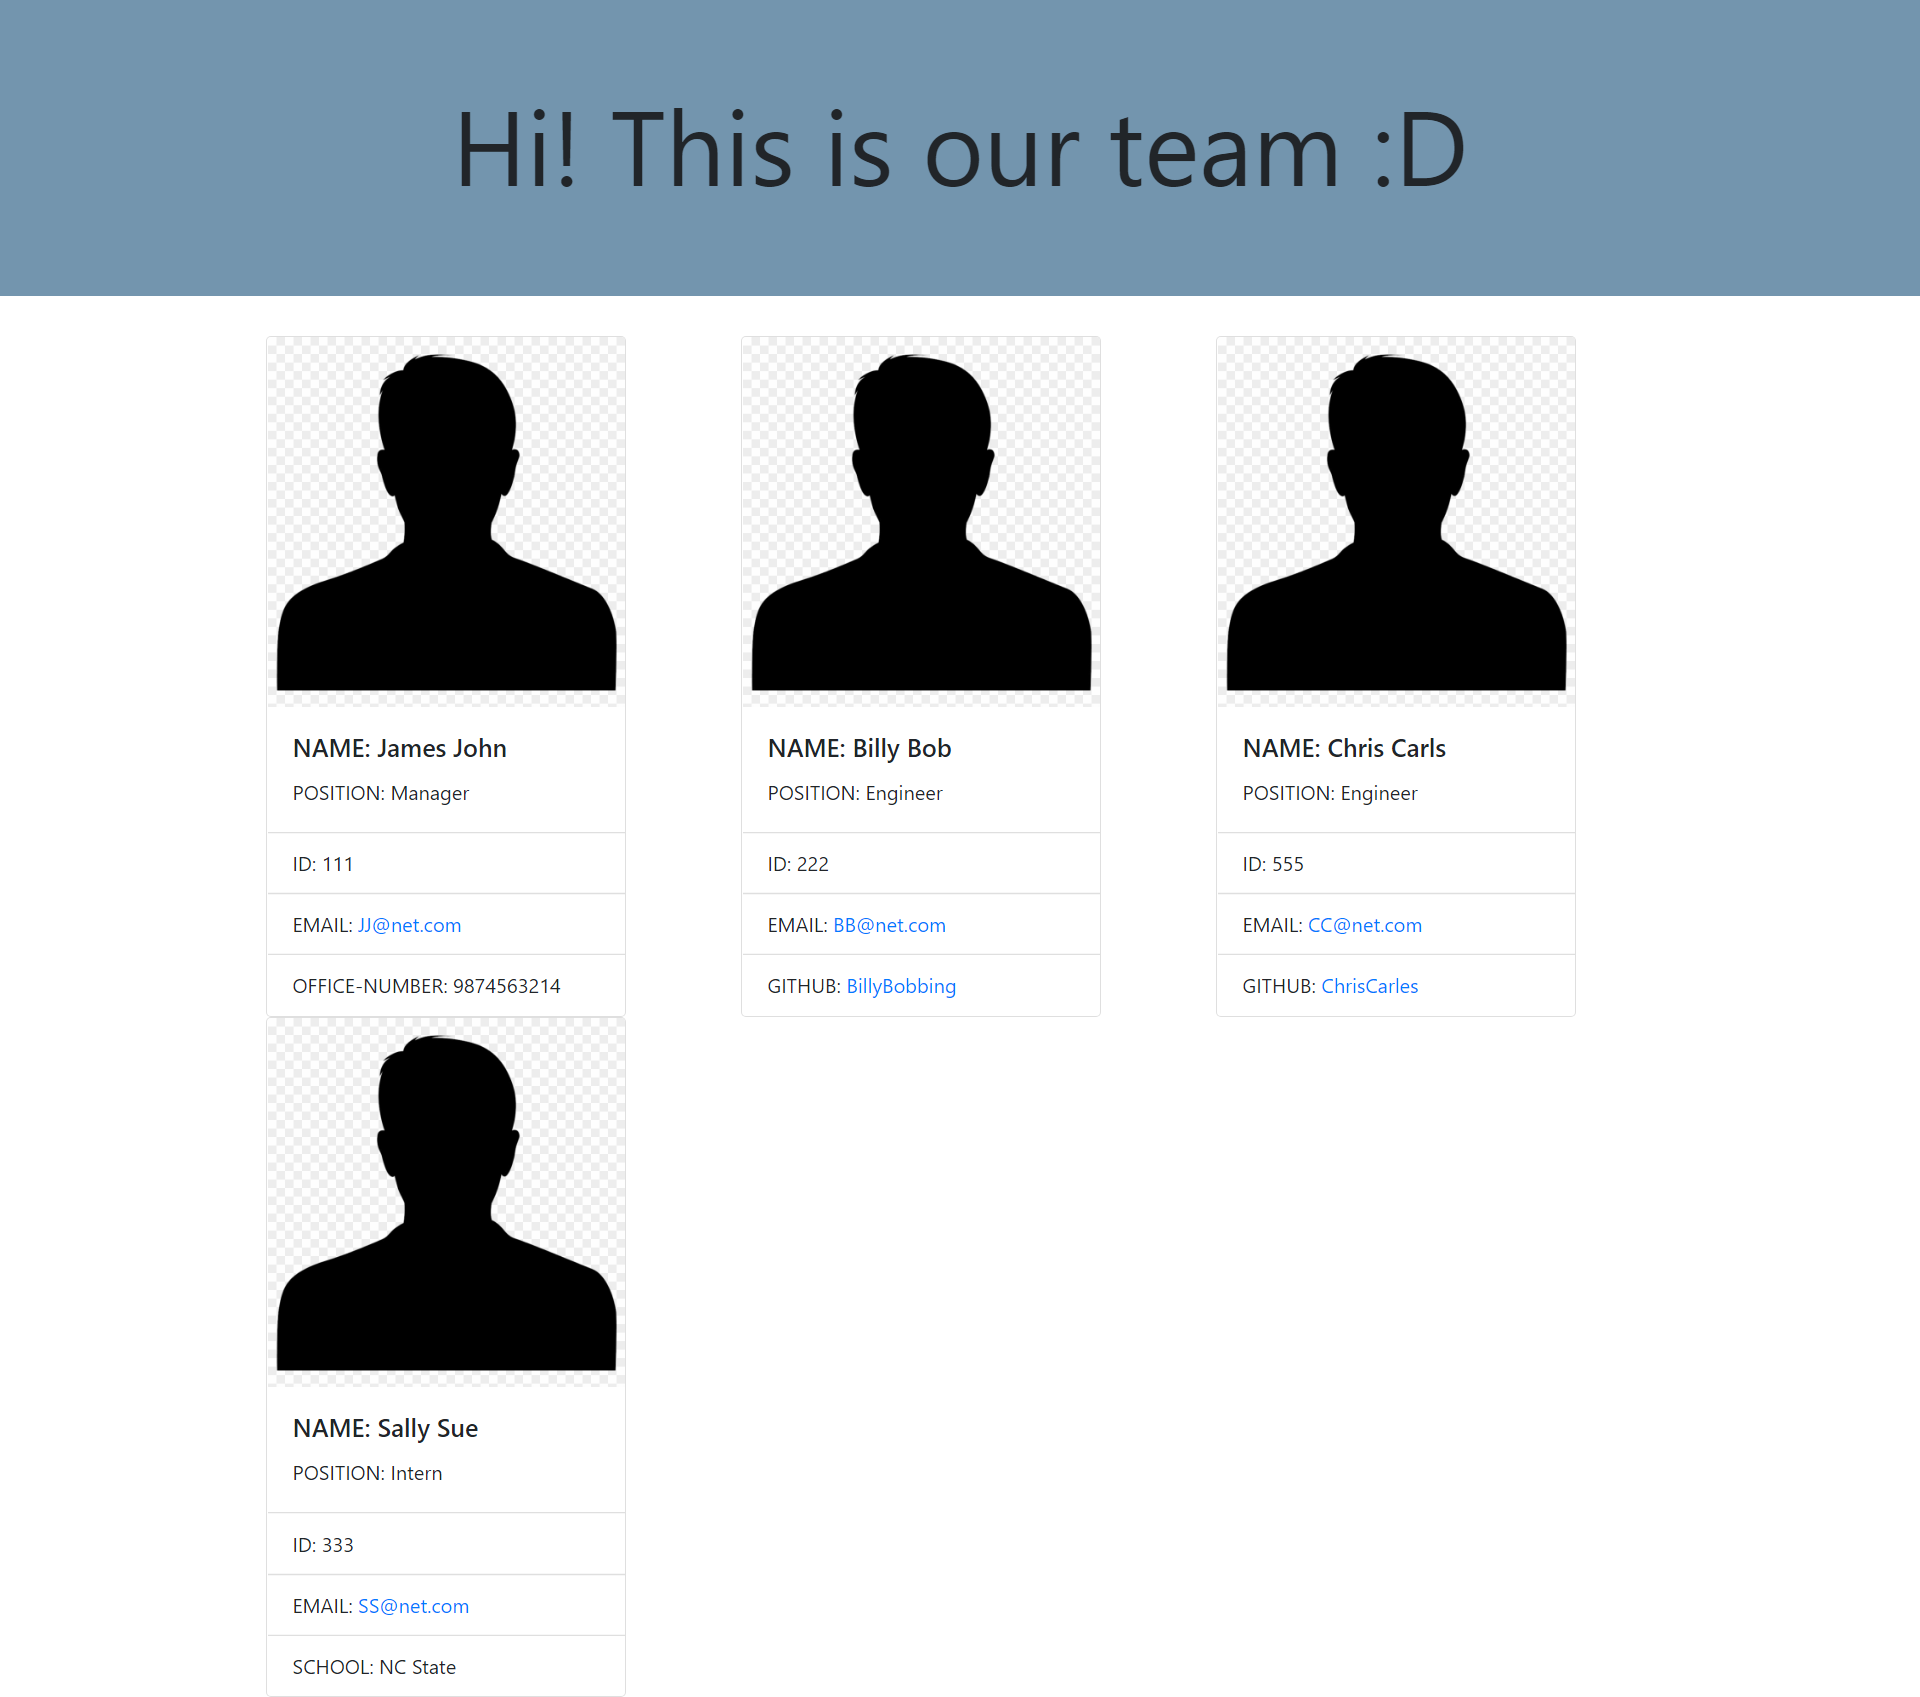 Hi! This is our team :D
NAME: James John
POSITION: Manager
ID: 111
EMAIL: JJ@net.com
OFFICE-NUMBER: 9874563214
NAME: Billy Bob
POSITION: Engineer
ID: 222
EMAIL: BB@net.com
GITHUB: BillyBobbing
NAME: Chris Carls
POSITION: Engineer
ID: 555
EMAIL: CC@net.com
GITHUB: ChrisCarles
NAME: Sally Sue
POSITION: Intern
ID: 333
EMAIL: SS@net.com
SCHOOL: NC State